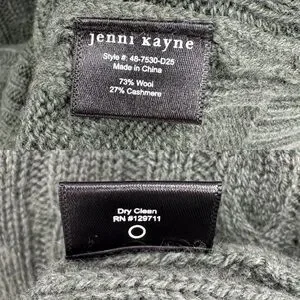 jenni kayne
Style #: 48-7530-D25
Made in China
73% Wool
27% Cashmere
Dry Clean
RN #129711